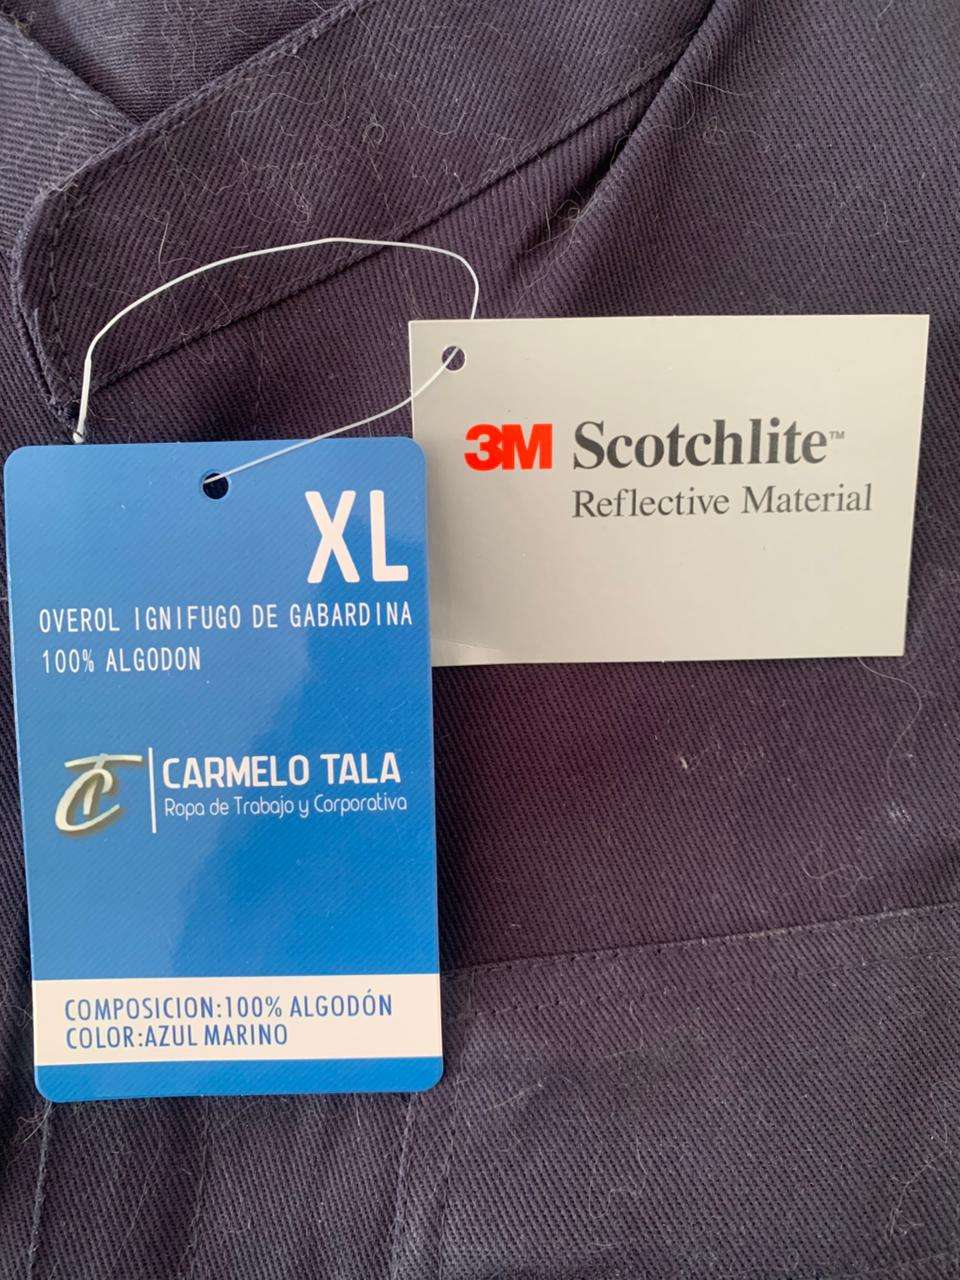 3M Scotchlite™
Reflective Material
XL
OVEROL IGNIFUGO DE GABARDINA
100% ALGODON
CT
CARMELO TALA
Ropa de Trabajo y Corporativa
COMPOSICION:100% ALGODÓN
COLOR:AZUL MARINO